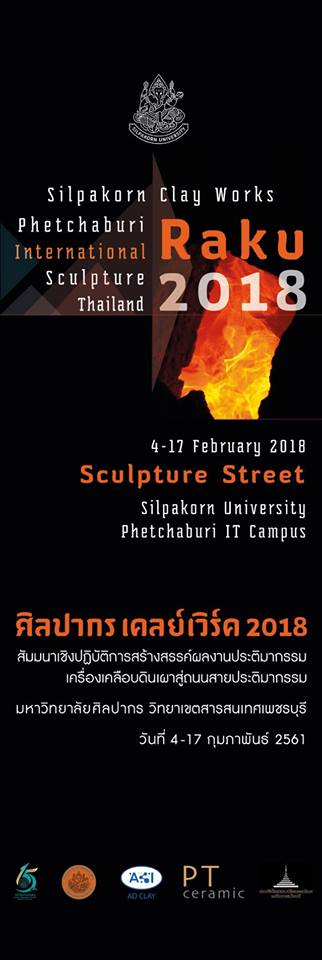 SILPAKORN UNIVERSITY
Silpakorn Clay Works
Phetchaburi
International
Sculpture
Thailand
Raku
2018
4-17 February 2018
Sculpture Street
Silpakorn University
Phetchaburi IT Campus
ศิลปากร เคลย์เวิร์ค 2018
สัมมนาเชิงปฏิบัติการสร้างสรรค์ผลงานประติมากรรม
เครื่องเคลือบดินเผาสู่ถนนสายประติมากรรม
มหาวิทยาลัยศิลปากร วิทยาเขตสารสนเทศเพชรบุรี
วันที่ 4-17 กุมภาพันธ์ 2561
AD CLAY
PT
ceramic